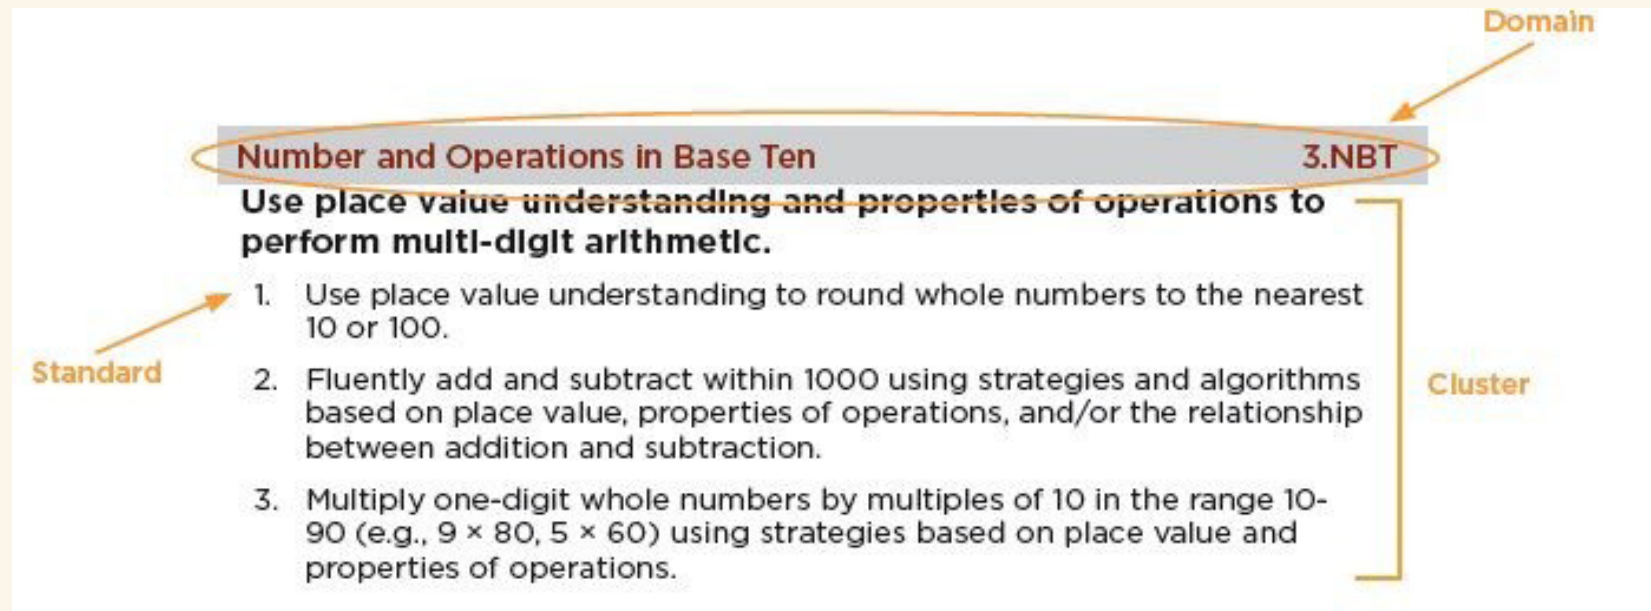 Domain
Number and Operations in Base Ten 3.NBT
Use place value understanding and properties of operations to
perform multi-digit arithmetic.
1. Use place value understanding to round whole numbers to the nearest
10 or 100.
Standard
2. Fluently add and subtract within 1000 using strategies and algorithms
based on place value, properties of operations, and/or the relationship
between addition and subtraction.
Cluster
3. Multiply one-digit whole numbers by multiples of 10 in the range 10-
90 (e.g., 9 × 80, 5 × 60) using strategies based on place value and
properties of operations.